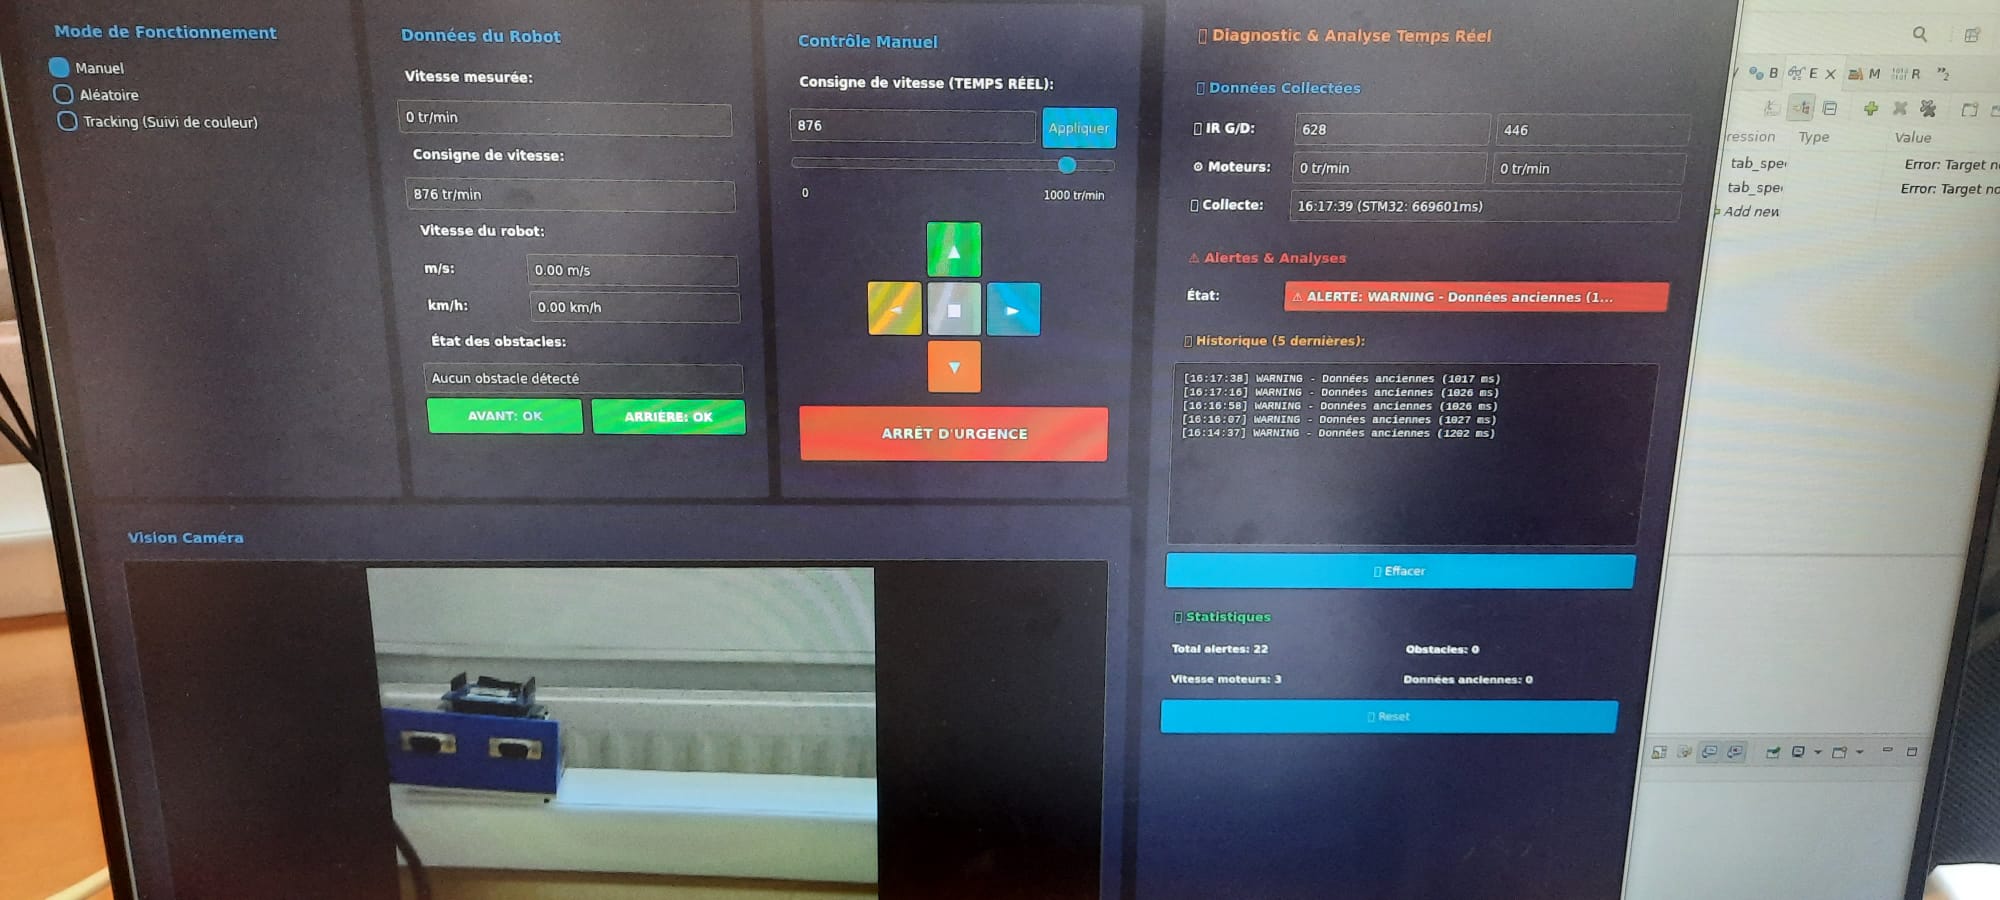 Mode de Fonctionnement
Manuel
Aléatoire
Tracking (Suivi de couleur)
Données du Robot
Vitesse mesurée:
0 tr/min
Consigne de vitesse:
876 tr/min
Vitesse du robot:
m/s: 0.00 m/s
km/h: 0.00 km/h
État des obstacles:
Aucun obstacle détecté
AVANT: OK ARRIÈRE: OK
Contrôle Manuel
Consigne de vitesse (TEMPS RÉEL):
876 Appliquer
0 1000 tr/min
ARRÊT D'URGENCE
Diagnostic & Analyse Temps Réel
Données Collectées
IR G/D: 628 446
Moteurs: 0 tr/min 0 tr/min
Collecte: 16:17:39 (STM32: 669601ms)
Alertes & Analyses
État: ⚠ ALERTE: WARNING - Données anciennes (1...
Historique (5 dernières):
[16:17:38] WARNING - Données anciennes (1017 ms)
[16:17:16] WARNING - Données anciennes (1026 ms)
[16:16:58] WARNING - Données anciennes (1026 ms)
[16:16:07] WARNING - Données anciennes (1027 ms)
[16:14:37] WARNING - Données anciennes (1202 ms)
Effacer
Statistiques
Total alertes: 22 Obstacles: 0
Vitesse moteurs: 3 Données anciennes: 0
Reset
Vision Caméra
B E X M R
ression Type Value
tab_spe Error: Target no
tab_spe Error: Target no
Add new